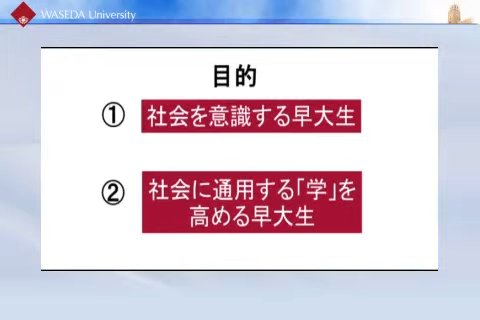 WASEDA University
目的
① 社会を意識する早大生
② 社会に通用する「学」を
高める早大生